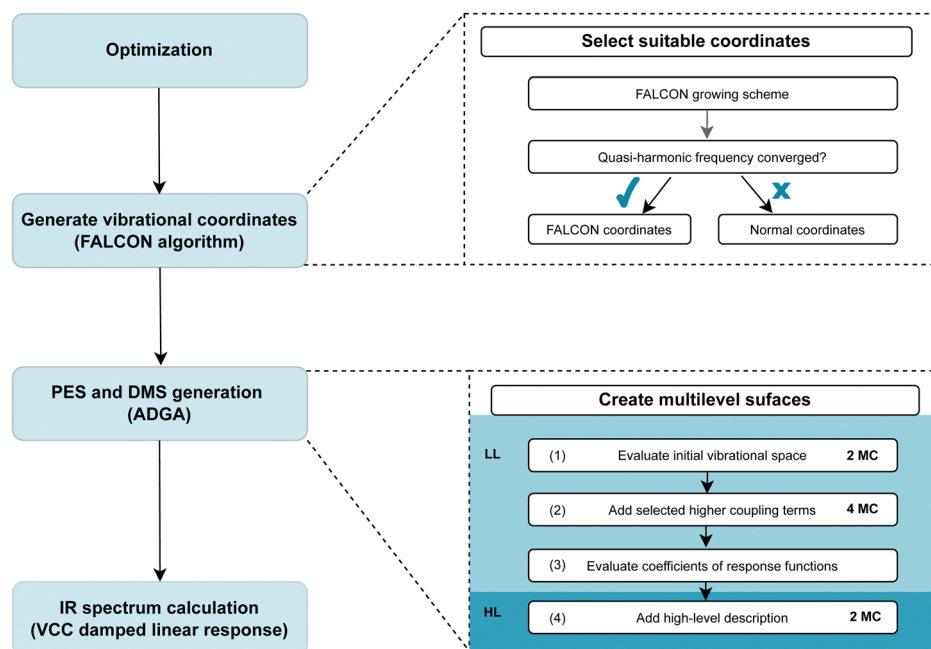 Optimization
Generate vibrational coordinates
(FALCON algorithm)
PES and DMS generation
(ADGA)
IR spectrum calculation
(VCC damped linear response)
Select suitable coordinates
FALCON growing scheme
Quasi-harmonic frequency converged?
FALCON coordinates
Normal coordinates
Create multilevel sufaces
LL
(1) Evaluate initial vibrational space 2 MC
(2) Add selected higher coupling terms 4 MC
(3) Evaluate coefficients of response functions
HL
(4) Add high-level description 2 MC